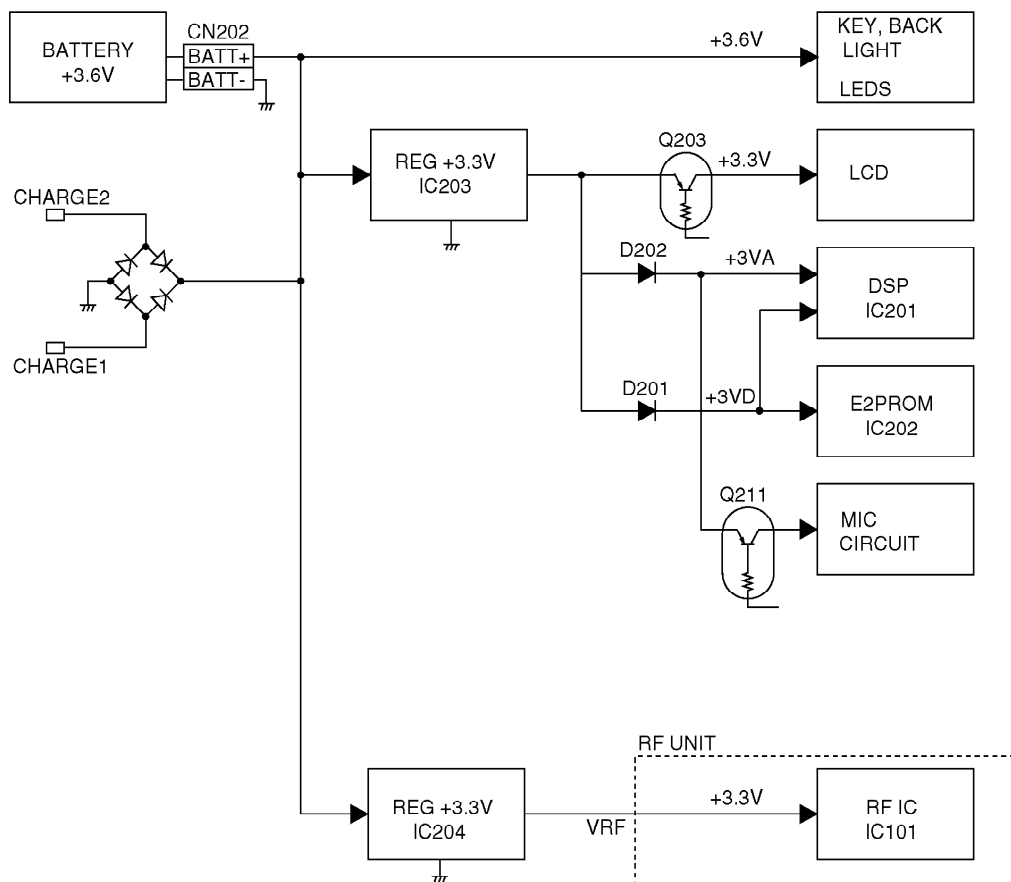 BATTERY
+3.6V
CN202
BATT+
BATT-
+3.6V
KEY, BACK
LIGHT
LEDS
REG +3.3V
IC203
Q203
+3.3V
LCD
CHARGE2
CHARGE1
D202
+3VA
DSP
IC201
D201
+3VD
E2PROM
IC202
Q211
MIC
CIRCUIT
RF UNIT
REG +3.3V
IC204
VRF
+3.3V
RF IC
IC101